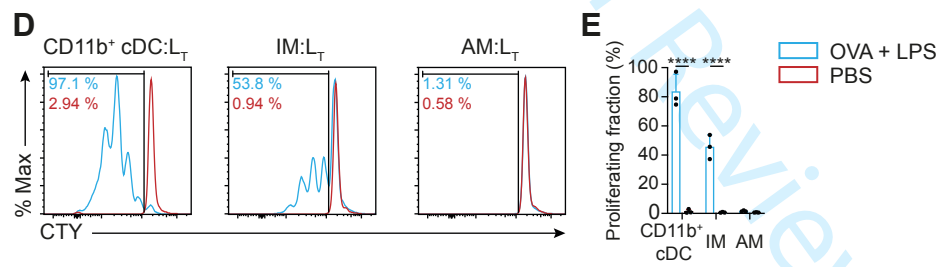 D
CD11b⁺ cDC:L_T
IM:L_T
AM:L_T
97.1 %
2.94 %
53.8 %
0.94 %
1.31 %
0.58 %
% Max
CTY
E
OVA + LPS
PBS
Proliferating fraction (%)
**** ****
100
80
60
40
20
0
CD11b⁺
cDC
IM
AM
Review